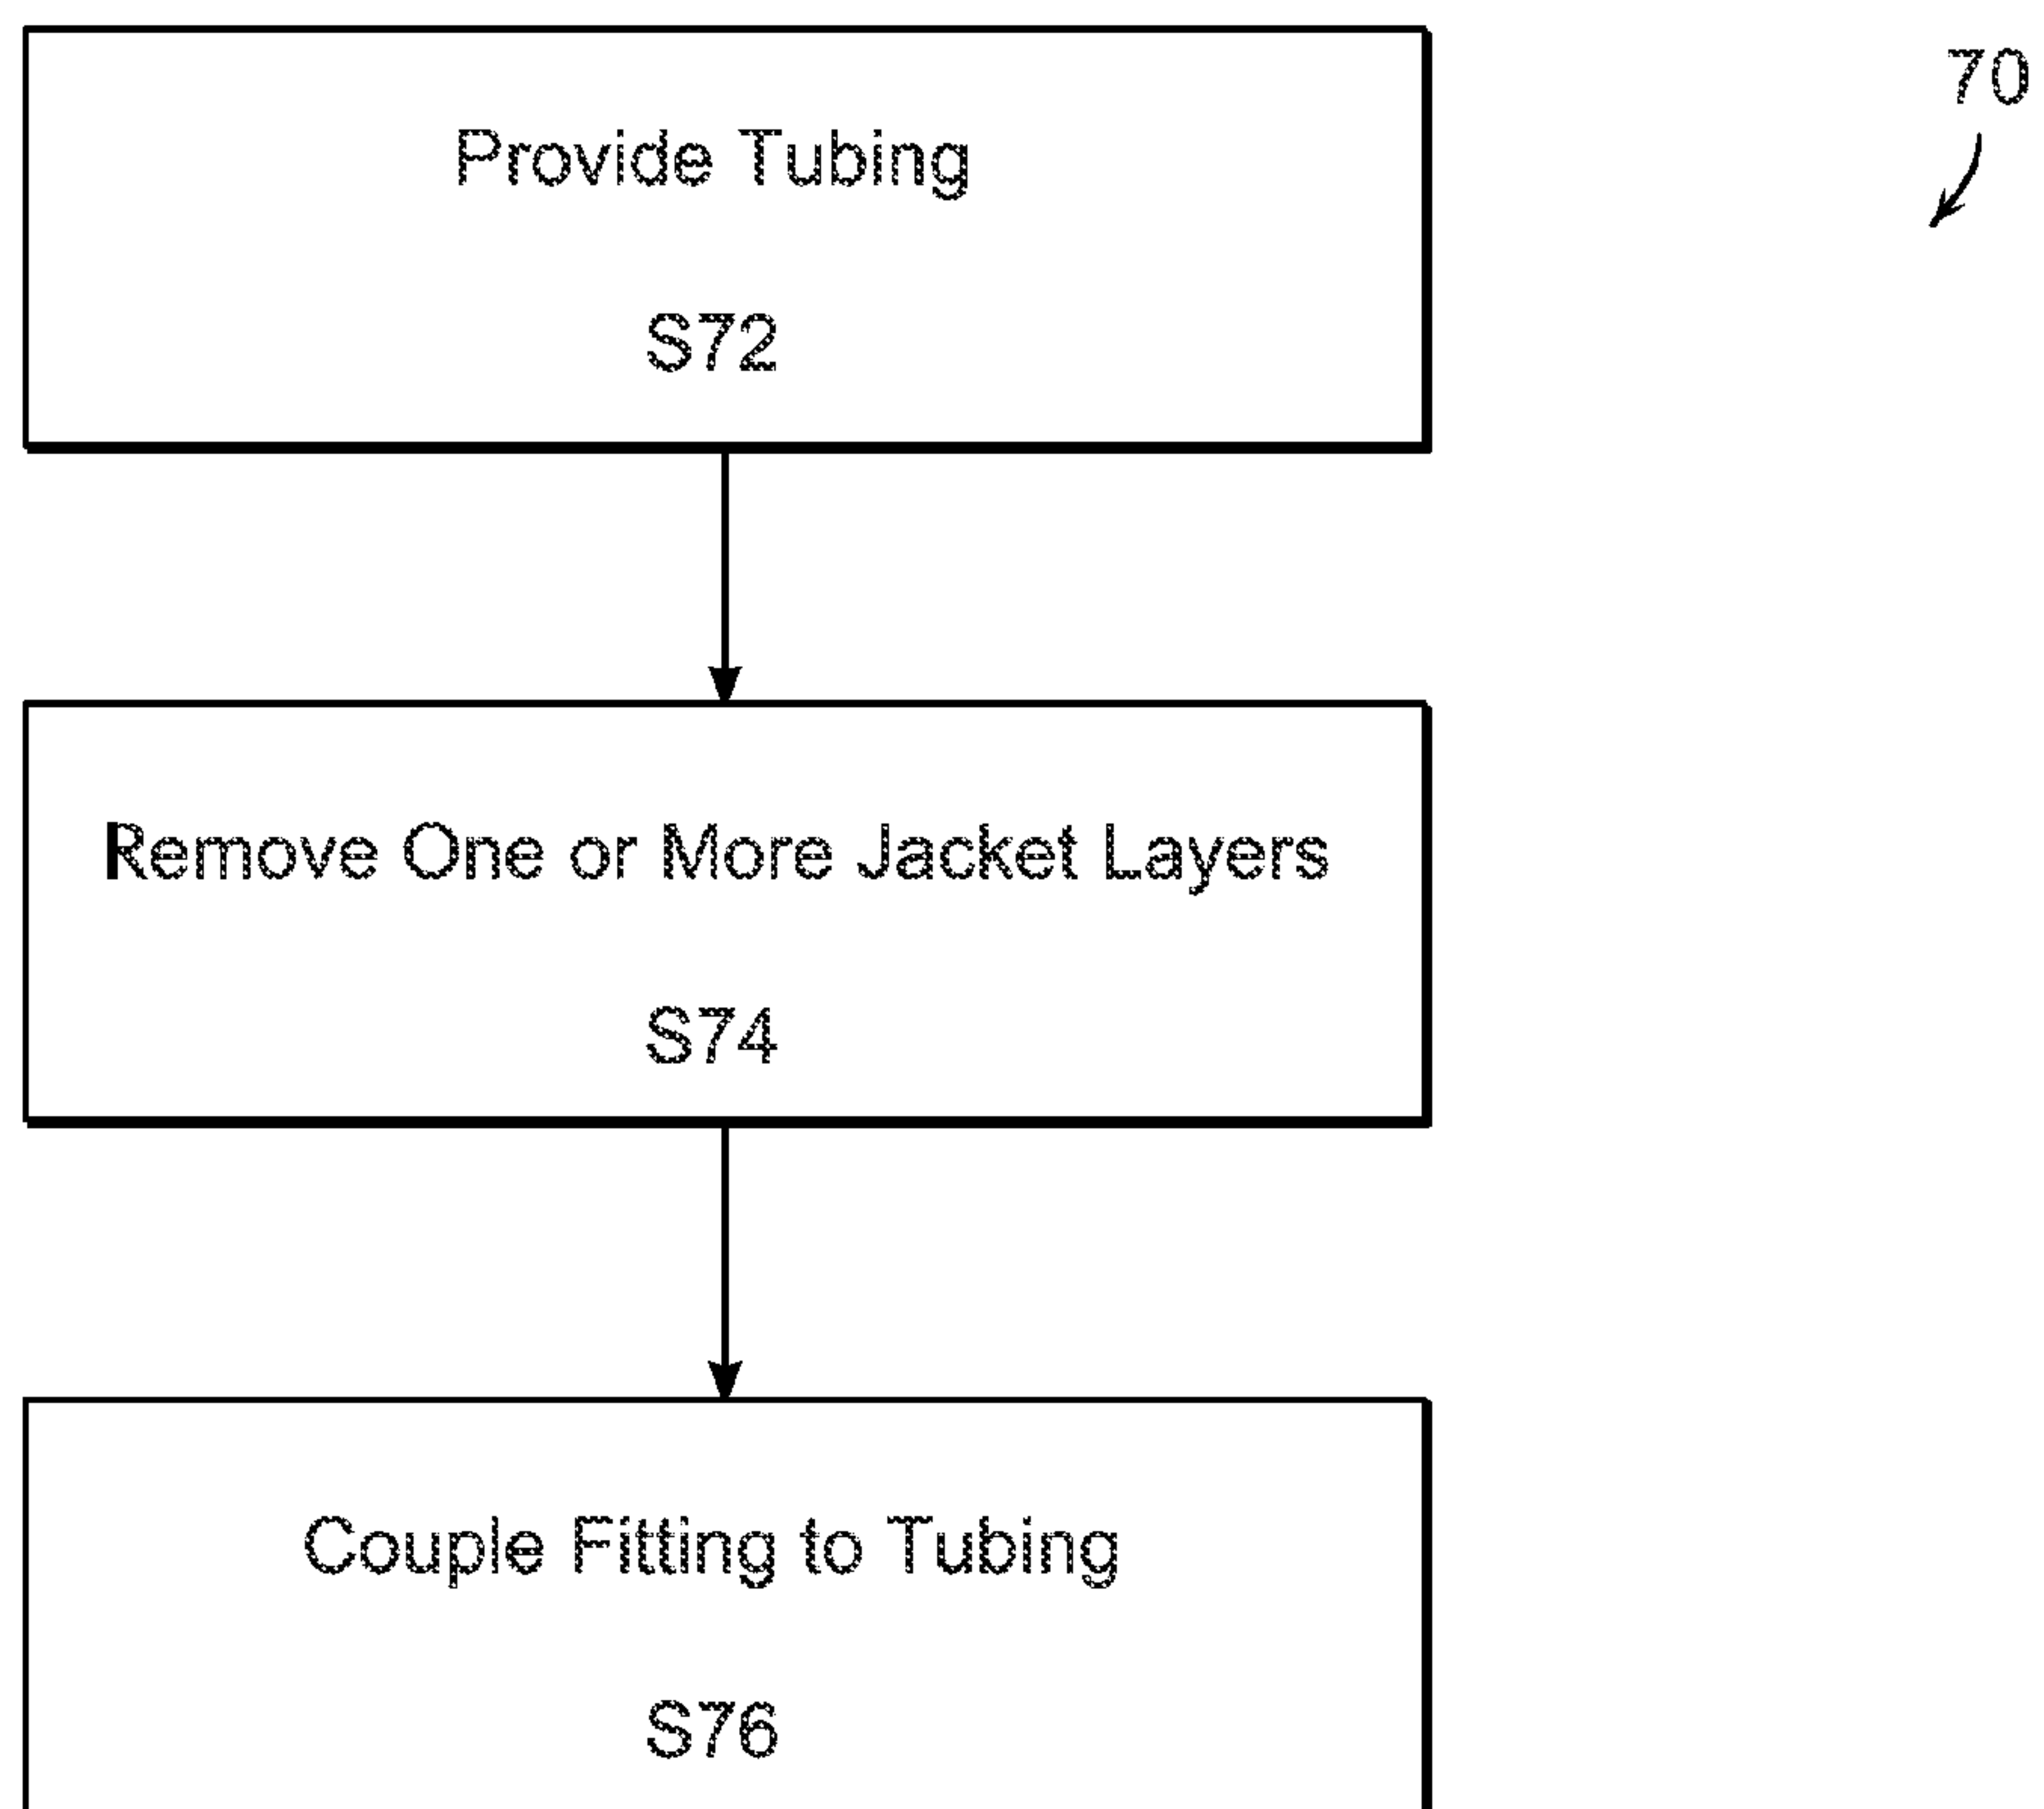 70
Provide Tubing
S72
Remove One or More Jacket Layers
S74
Couple Fitting to Tubing
S76